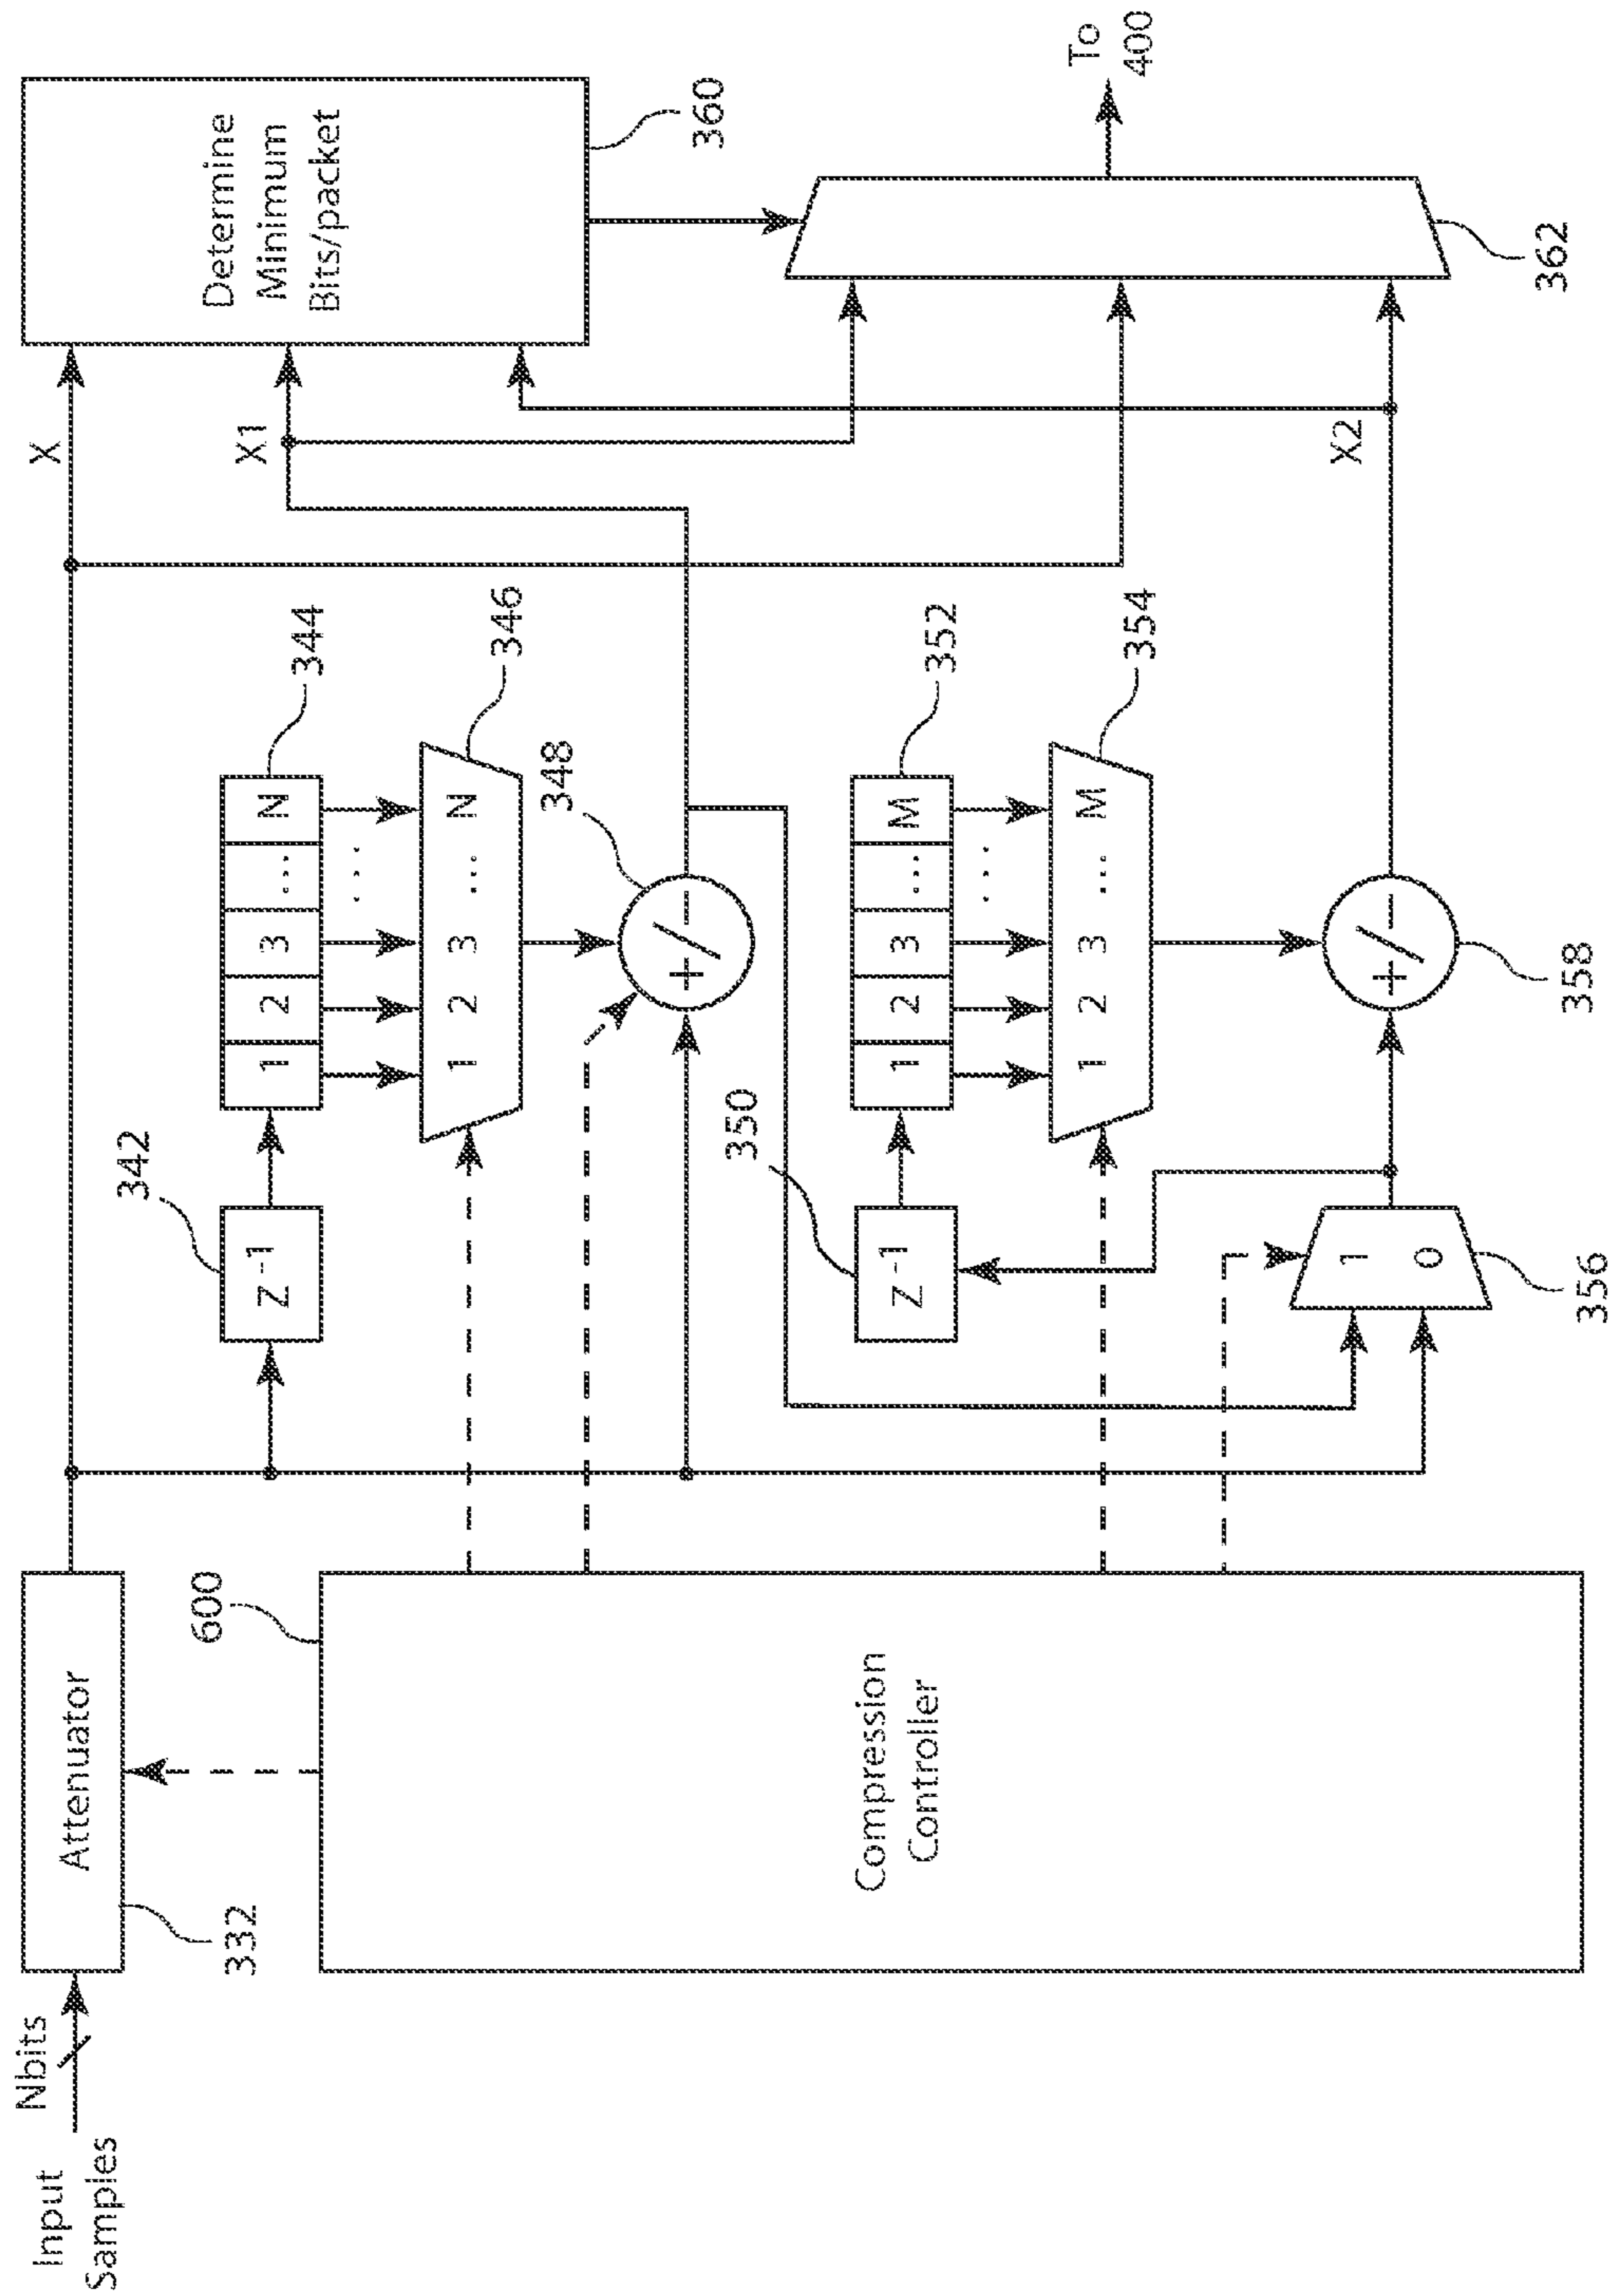 Input
Samples
Nbits
Attenuator
332
600
Compression
Controller
342
Z⁻¹
1 2 3 ... N
344
...
1 2 3 ... N
346
+/−
348
350
Z⁻¹
1 2 3 ... M
352
...
1 2 3 ... M
354
1
0
356
+/−
358
X
X1
X2
Determine
Minimum
Bits/packet
360
362
To
400